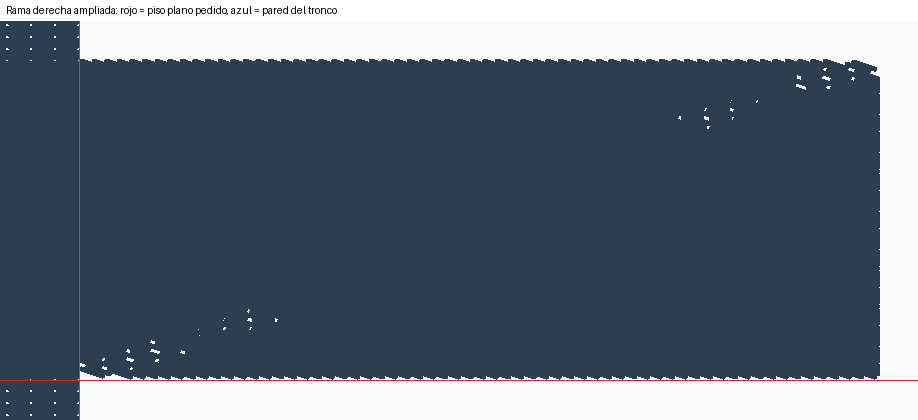 Rama derecha ampliada: rojo = piso plano pedido, azul = pared del tronco